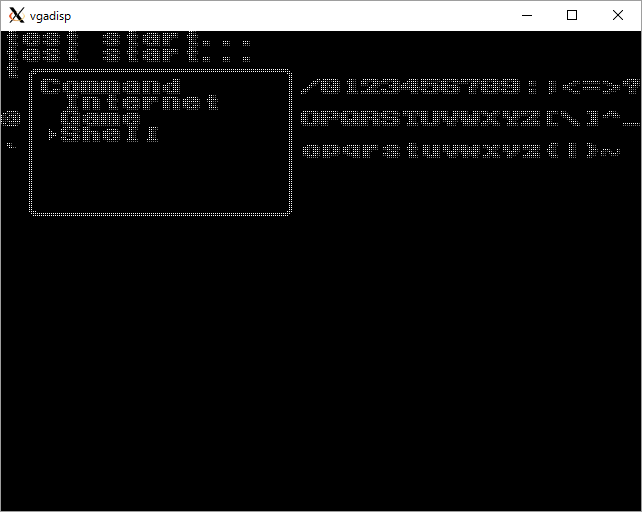 vgadisp
test start...
test start...
t
Command /0123456789:;<=>?
Internet
@ Game OPQRSTUVWXYZ[\]^_
▸Shell
` opqrstuvwxyz{|}~